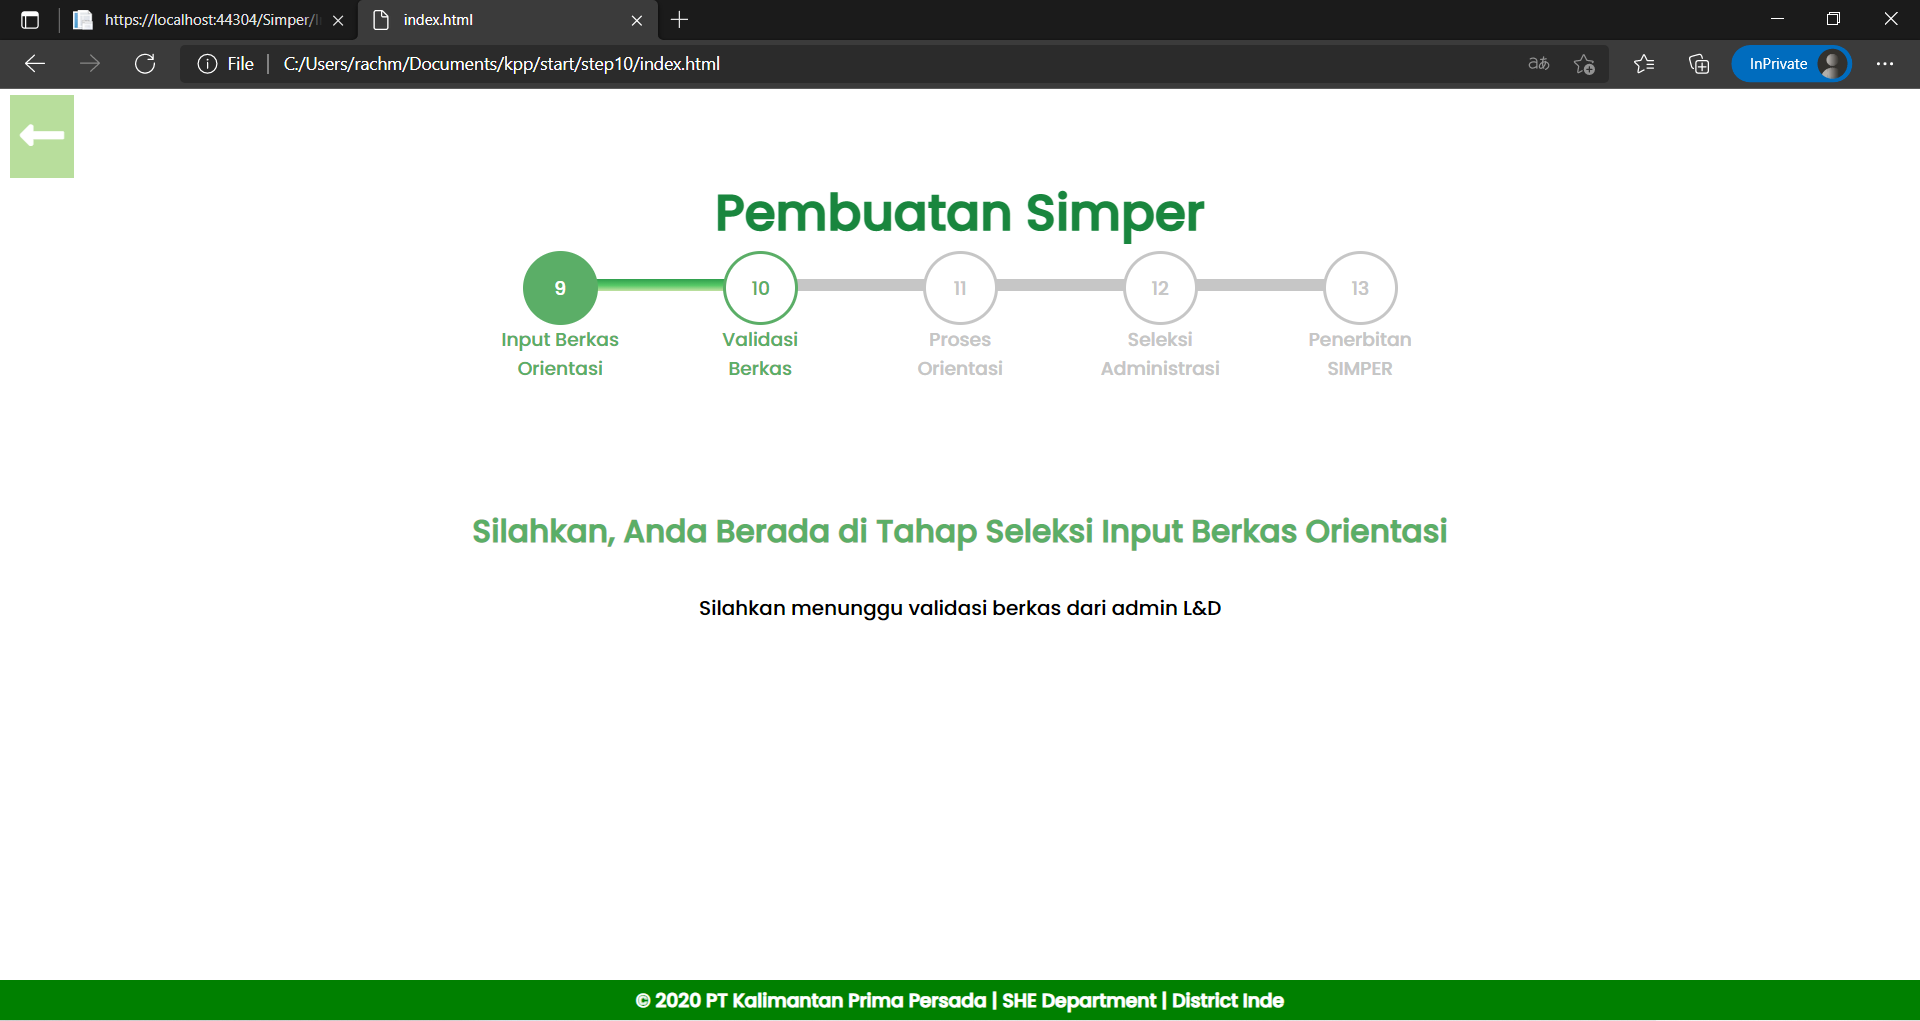 https://localhost:44304/Simper/I
index.html
File
C:/Users/rachm/Documents/kpp/start/step10/index.html
aあ
InPrivate
Pembuatan Simper
9
10
11
12
13
Input Berkas
Orientasi
Validasi
Berkas
Proses
Orientasi
Seleksi
Administrasi
Penerbitan
SIMPER
Silahkan, Anda Berada di Tahap Seleksi Input Berkas Orientasi
Silahkan menunggu validasi berkas dari admin L&D
© 2020 PT Kalimantan Prima Persada | SHE Department | District Inde